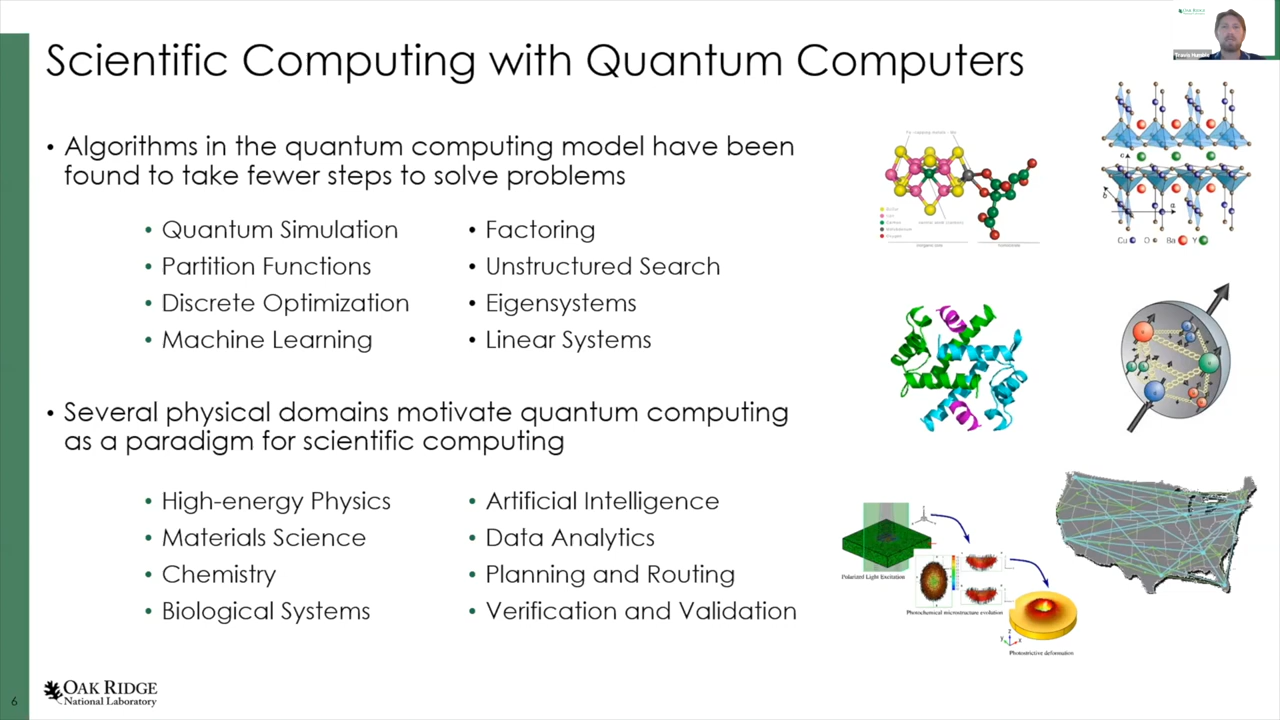 OAK RIDGE
Travis Humble
Scientific Computing with Quantum Computers
• Algorithms in the quantum computing model have been
found to take fewer steps to solve problems
• Quantum Simulation
• Partition Functions
• Discrete Optimization
• Machine Learning
• Factoring
• Unstructured Search
• Eigensystems
• Linear Systems
• Several physical domains motivate quantum computing
as a paradigm for scientific computing
• High-energy Physics
• Materials Science
• Chemistry
• Biological Systems
• Artificial Intelligence
• Data Analytics
• Planning and Routing
• Verification and Validation
c
b
a
Cu O Ba Y
Polarized Light Excitation
Photochemical microstructure evolution
Photostrictive deformation
z
y
x
6
OAK RIDGE
National Laboratory